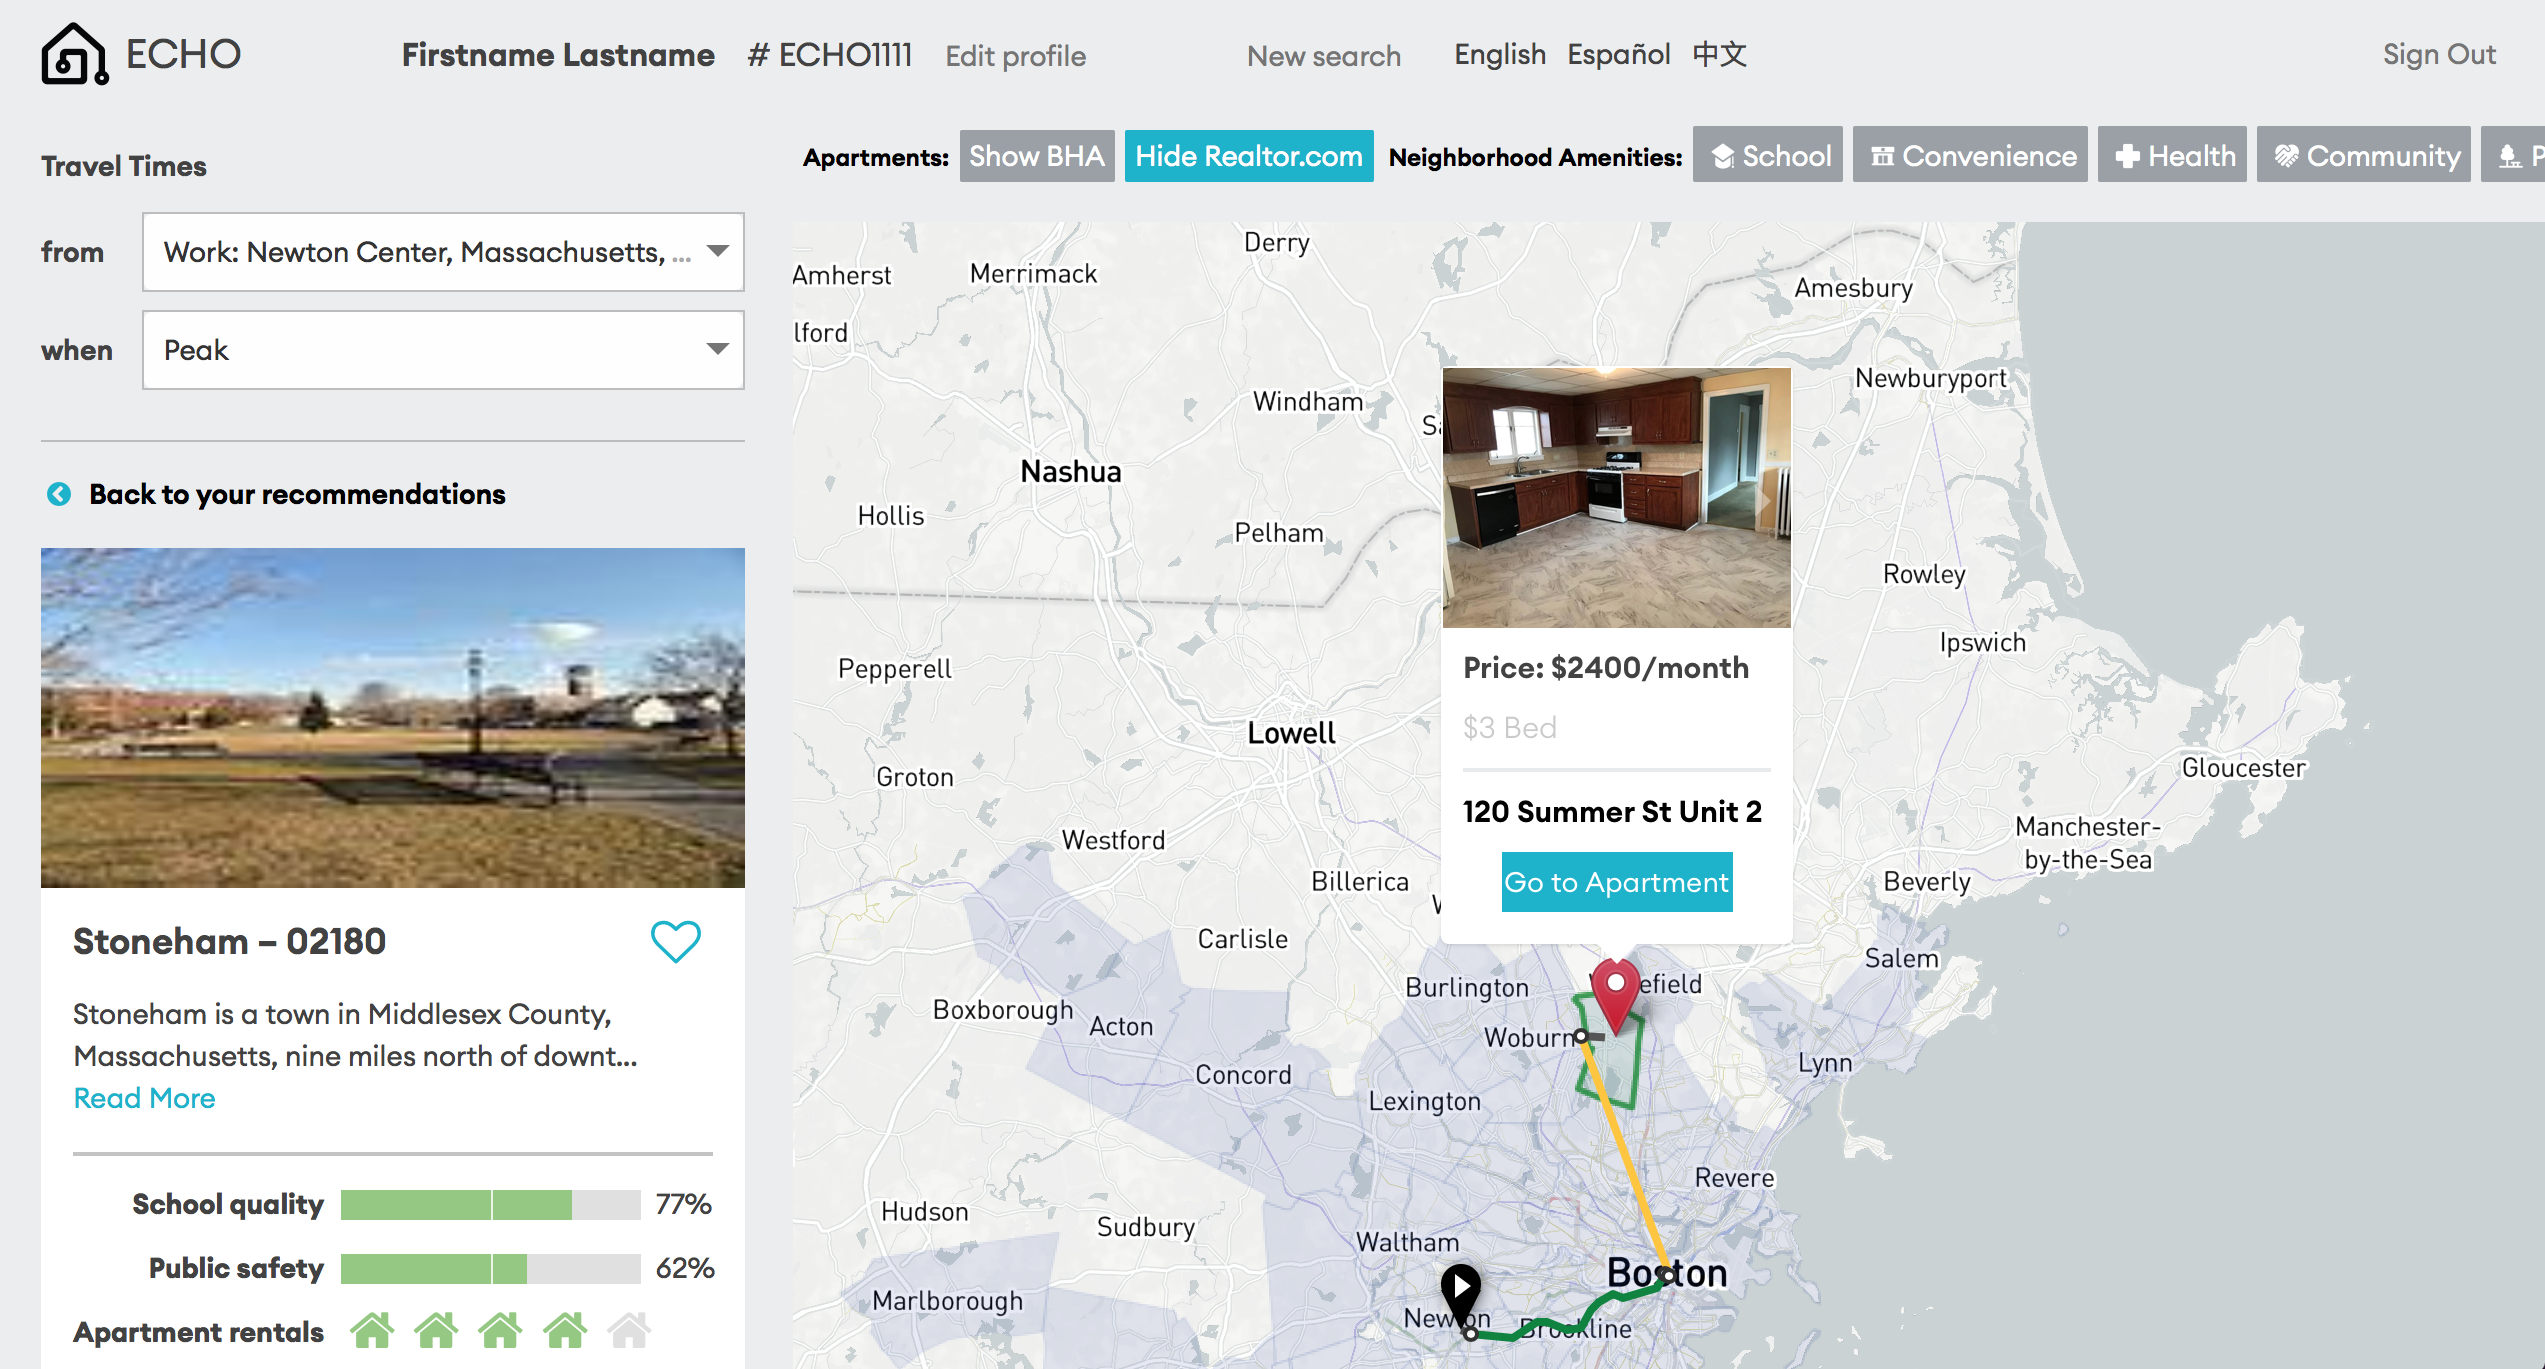 ECHO
Firstname Lastname
# ECHO1111
Edit profile
New search
English
Español
中文
Sign Out
Travel Times
from
Work: Newton Center, Massachusetts, ...
when
Peak
Back to your recommendations
Stoneham – 02180
Stoneham is a town in Middlesex County,
Massachusetts, nine miles north of downt...
Read More
School quality
77%
Public safety
62%
Apartment rentals
Apartments:
Show BHA
Hide Realtor.com
Neighborhood Amenities:
School
Convenience
Health
Community
P
Derry
Amherst
Merrimack
Amesbury
lford
Newburyport
Windham
Sa
Nashua
Hollis
Pelham
Rowley
Ipswich
Pepperell
Price: $2400/month
$3 Bed
Lowell
Groton
Gloucester
120 Summer St Unit 2
Manchester-
by-the-Sea
Westford
Billerica
Go to Apartment
Beverly
Carlisle
Salem
Burlington
efield
Boxborough
Acton
Woburn
Lynn
Concord
Lexington
Revere
Hudson
Sudbury
Waltham
Boston
Marlborough
Newton
Brookline